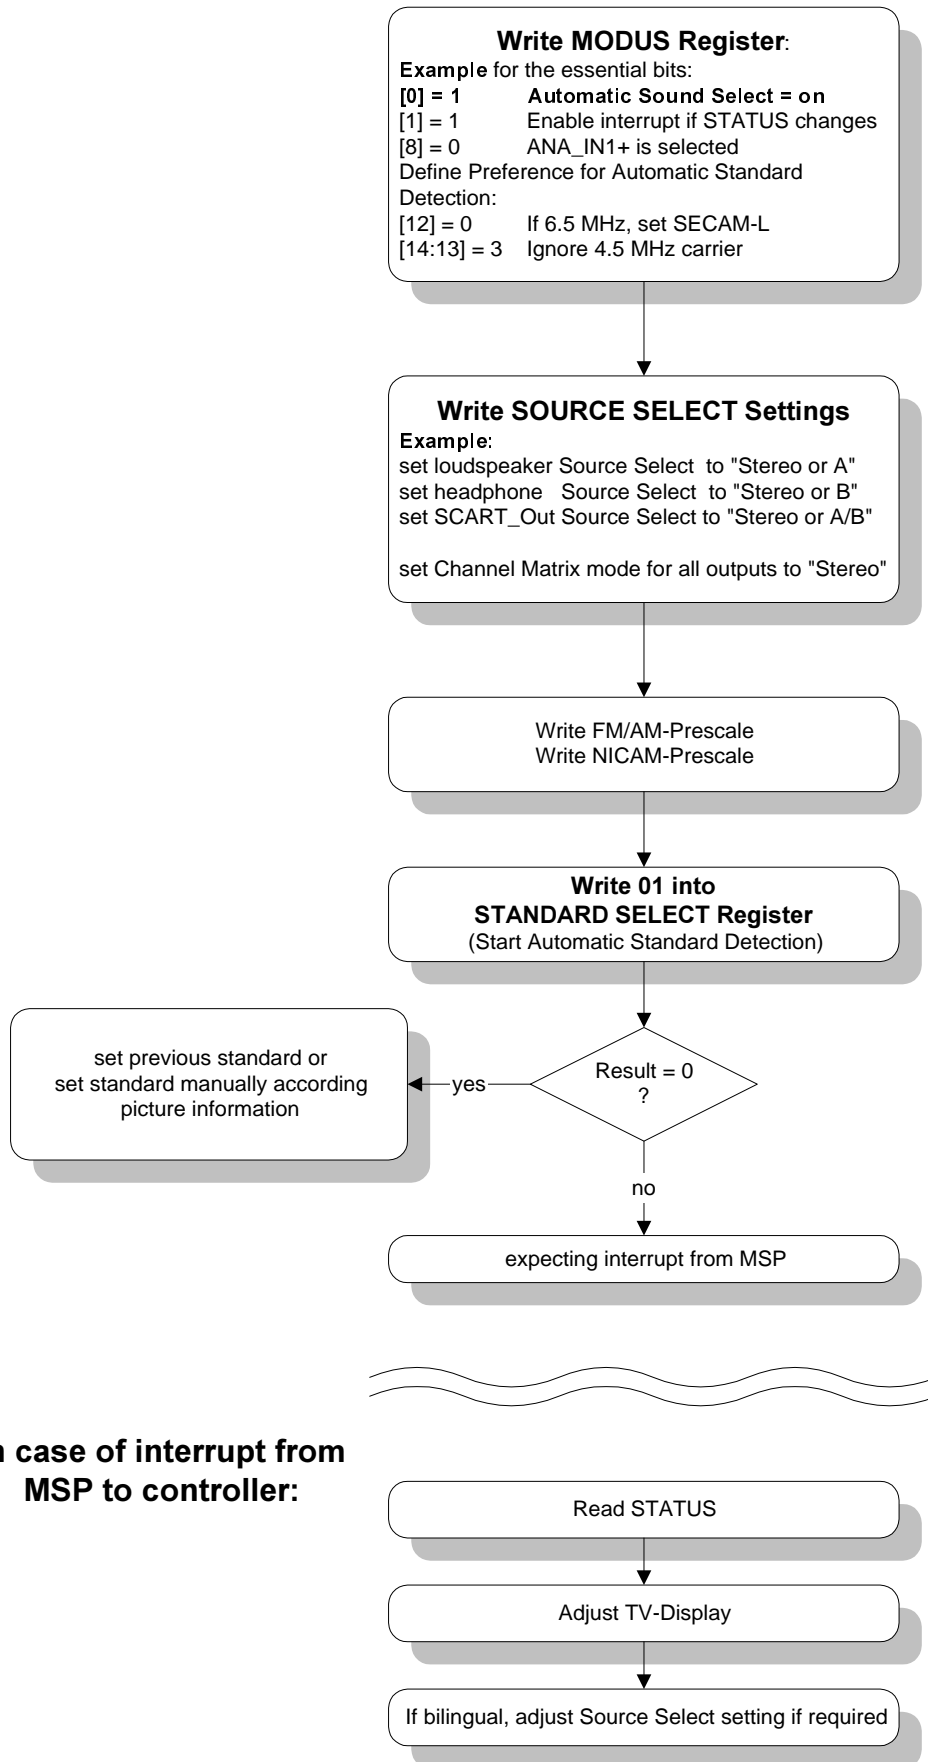 Write MODUS Register:
Example for the essential bits:
[0] = 1 Automatic Sound Select = on
[1] = 1 Enable interrupt if STATUS changes
[8] = 0 ANA_IN1+ is selected
Define Preference for Automatic Standard
Detection:
[12] = 0 If 6.5 MHz, set SECAM-L
[14:13] = 3 Ignore 4.5 MHz carrier
Write SOURCE SELECT Settings
Example:
set loudspeaker Source Select to "Stereo or A"
set headphone Source Select to "Stereo or B"
set SCART_Out Source Select to "Stereo or A/B"
set Channel Matrix mode for all outputs to "Stereo"
Write FM/AM-Prescale
Write NICAM-Prescale
Write 01 into
STANDARD SELECT Register
(Start Automatic Standard Detection)
Result = 0
?
yes
set previous standard or
set standard manually according
picture information
no
expecting interrupt from MSP
n case of interrupt from
MSP to controller:
Read STATUS
Adjust TV-Display
If bilingual, adjust Source Select setting if required